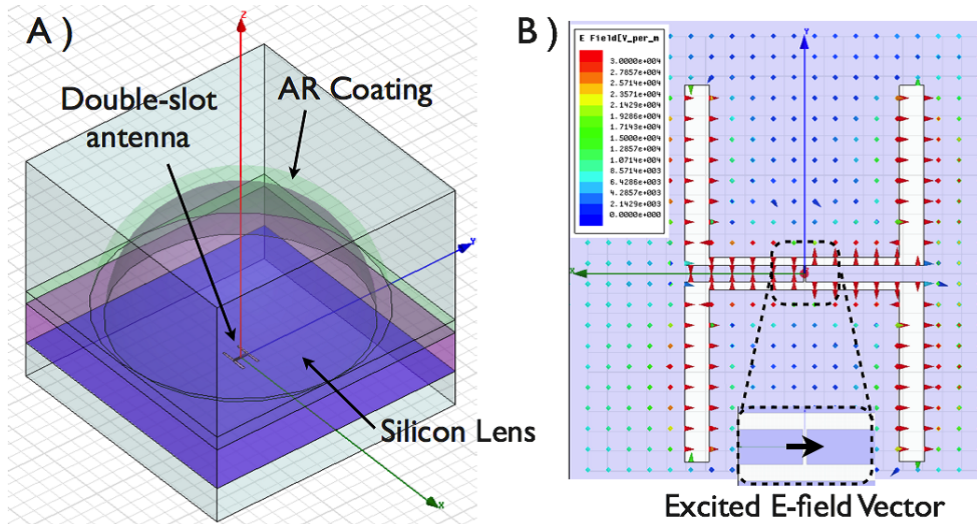 A )
B )
Double-slot
antenna
AR Coating
Silicon Lens
Z
Y
X
E Field[V_per_m
3.0000e+004
2.7857e+004
2.5714e+004
2.3571e+004
2.1429e+004
1.9286e+004
1.7143e+004
1.5000e+004
1.2857e+004
1.0714e+004
8.5714e+003
6.4286e+003
4.2857e+003
2.1429e+003
0.0000e+000
Y
X
Excited E-field Vector